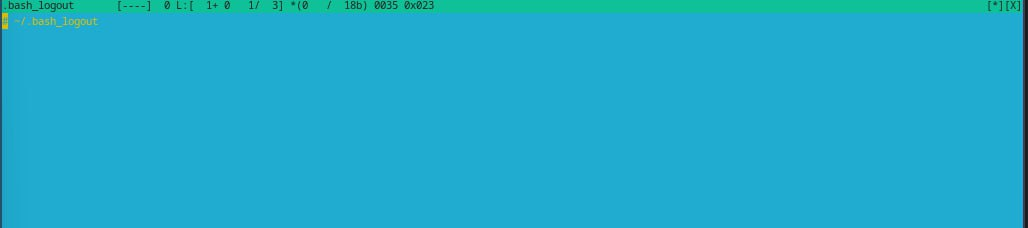 .bash_logout [----] 0 L:[ 1+ 0 1/ 3] *(0 / 18b) 0035 0x023 [*][X]
# ~/.bash_logout